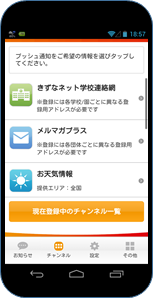 18:57
プッシュ通知をご希望の情報を選びタップ
してください。
きずなネット学校連絡網
※登録には各学校/園ごとに異なる登
録用アドレスが必要です
メルマガプラス
※登録には各団体ごとに異なる登録
用アドレスが必要です
お天気情報
提供エリア：全国
現在登録中のチャンネル一覧
お知らせ
チャンネル
設定
その他